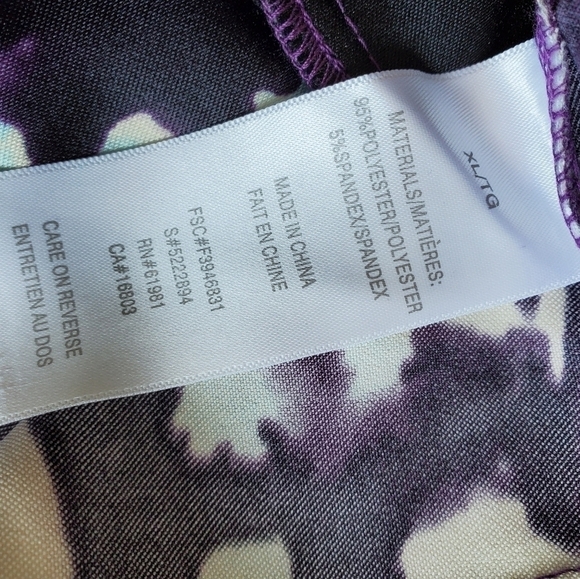 XL/TG
MATERIALS/MATIÈRES:
95%POLYESTER/POLYESTER
5%SPANDEX/SPANDEX
MADE IN CHINA
FAIT EN CHINE
FSC#F3946831
S#5222894
RN#61981
CA#16803
CARE ON REVERSE
ENTRETIEN AU DOS